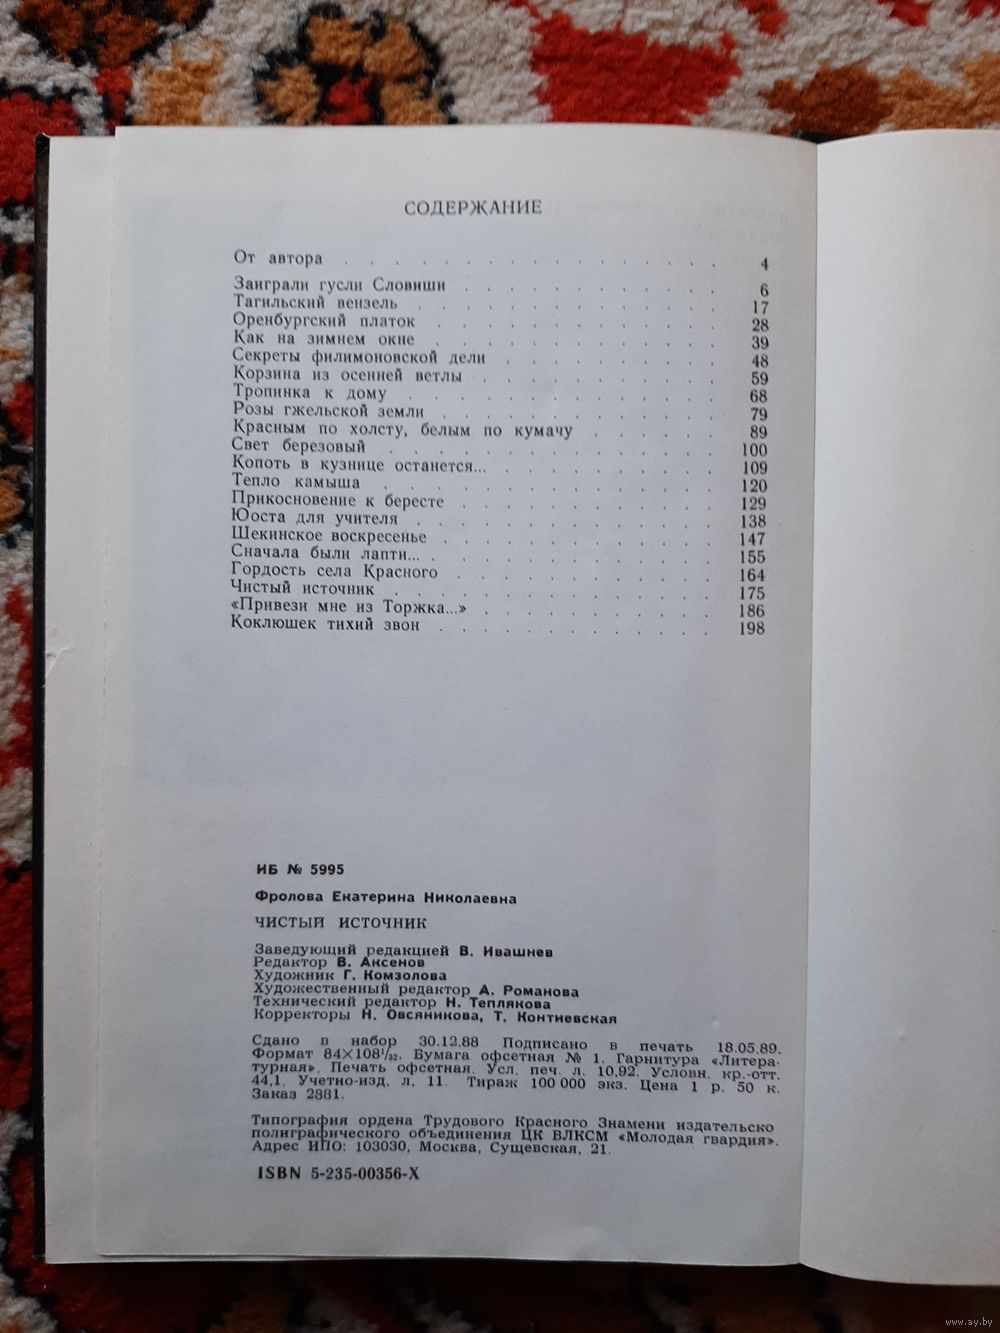 СОДЕРЖАНИЕ
От автора . . . . . . . . . . . . . . . . 4
Заиграли гусли Словиши . . . . . . . . . . . 6
Тагильский вензель . . . . . . . . . . . . 17
Оренбургский платок . . . . . . . . . . . 28
Как на зимнем окне . . . . . . . . . . . 39
Секреты филимоновской дели . . . . . . . . . 48
Корзина из осенней ветлы . . . . . . . . . . 59
Тропинка к дому . . . . . . . . . . . . . 68
Розы гжельской земли . . . . . . . . . . . 79
Красным по холсту, белым по кумачу . . . . . . 89
Свет березовый . . . . . . . . . . . . . 100
Копоть в кузнице останется... . . . . . . . . . 109
Тепло камыша . . . . . . . . . . . . . 120
Прикосновение к бересте . . . . . . . . . . 129
Юоста для учителя . . . . . . . . . . . . 138
Шекинское воскресенье . . . . . . . . . . . 147
Сначала были лапти... . . . . . . . . . . . 155
Гордость села Красного . . . . . . . . . . 164
Чистый источник . . . . . . . . . . . . 175
«Привези мне из Торжка...» . . . . . . . . . 186
Коклюшек тихий звон . . . . . . . . . . . 198
ИБ № 5995
Фролова Екатерина Николаевна
ЧИСТЫЙ ИСТОЧНИК
Заведующий редакцией В. Ивашнев
Редактор В. Аксенов
Художник Г. Комзолова
Художественный редактор А. Романова
Технический редактор Н. Теплякова
Корректоры Н. Овсяникова, Т. Контиевская
Сдано в набор 30.12.88 Подписано в печать 18.05.89.
Формат 84×108¹/₃₂. Бумага офсетная № 1. Гарнитура «Литера-
турная». Печать офсетная. Усл. печ. л. 10,92. Условн. кр.-отт.
44,1. Учетно-изд. л. 11. Тираж 100 000 экз. Цена 1 р. 50 к.
Заказ 2881.
Типография ордена Трудового Красного Знамени издательско
полиграфического объединения ЦК ВЛКСМ «Молодая гвардия».
Адрес ИПО: 103030, Москва, Сущевская, 21.
ISBN 5-235-00356-X
www.ay.by